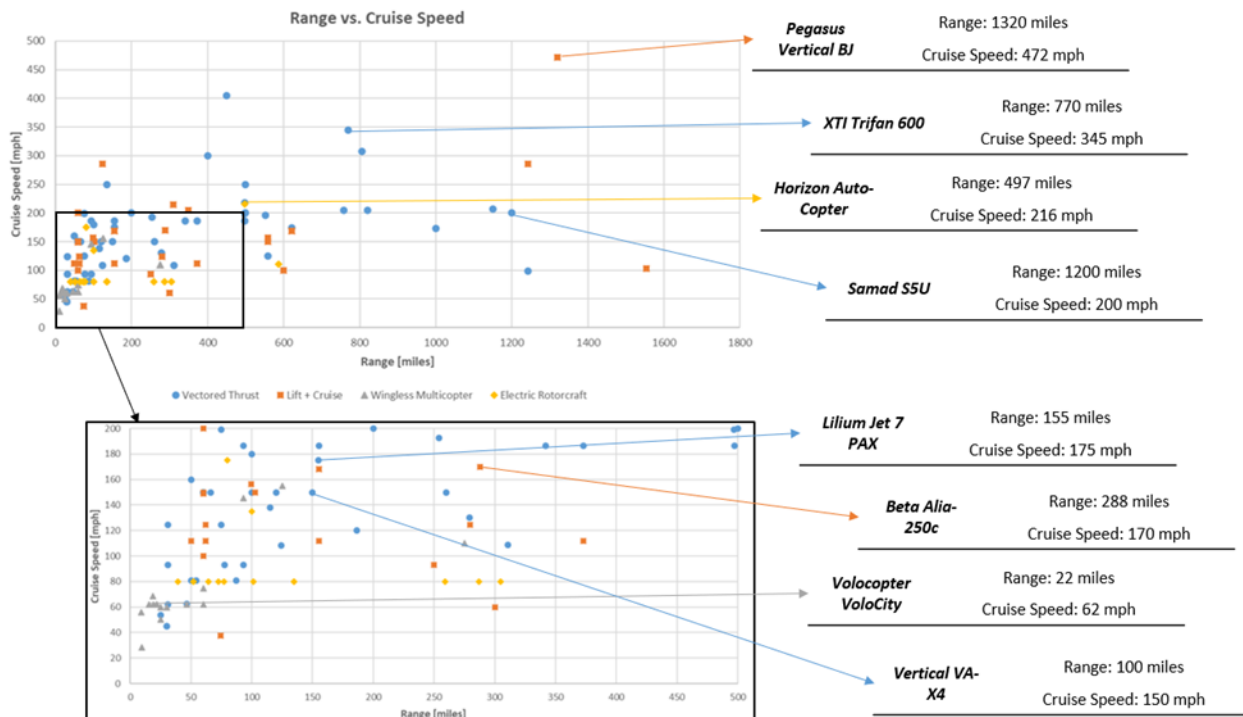 Range vs. Cruise Speed
500
450
400
350
300
250
200
150
100
50
0
Cruise Speed [mph]
0 200 400 600 800 1000 1200 1400 1600 1800
Range [miles]
Vectored Thrust Lift + Cruise Wingless Multicopter Electric Rotorcraft
200
180
160
140
120
100
80
60
40
20
0
Cruise Speed [mph]
0 50 100 150 200 250 300 350 400 450 500
Range [miles]
Pegasus
Vertical BJ
Range: 1320 miles
Cruise Speed: 472 mph
XTI Trifan 600
Range: 770 miles
Cruise Speed: 345 mph
Horizon Auto-
Copter
Range: 497 miles
Cruise Speed: 216 mph
Samad S5U
Range: 1200 miles
Cruise Speed: 200 mph
Lilium Jet 7
PAX
Range: 155 miles
Cruise Speed: 175 mph
Beta Alia-
250c
Range: 288 miles
Cruise Speed: 170 mph
Volocopter
VoloCity
Range: 22 miles
Cruise Speed: 62 mph
Vertical VA-
X4
Range: 100 miles
Cruise Speed: 150 mph